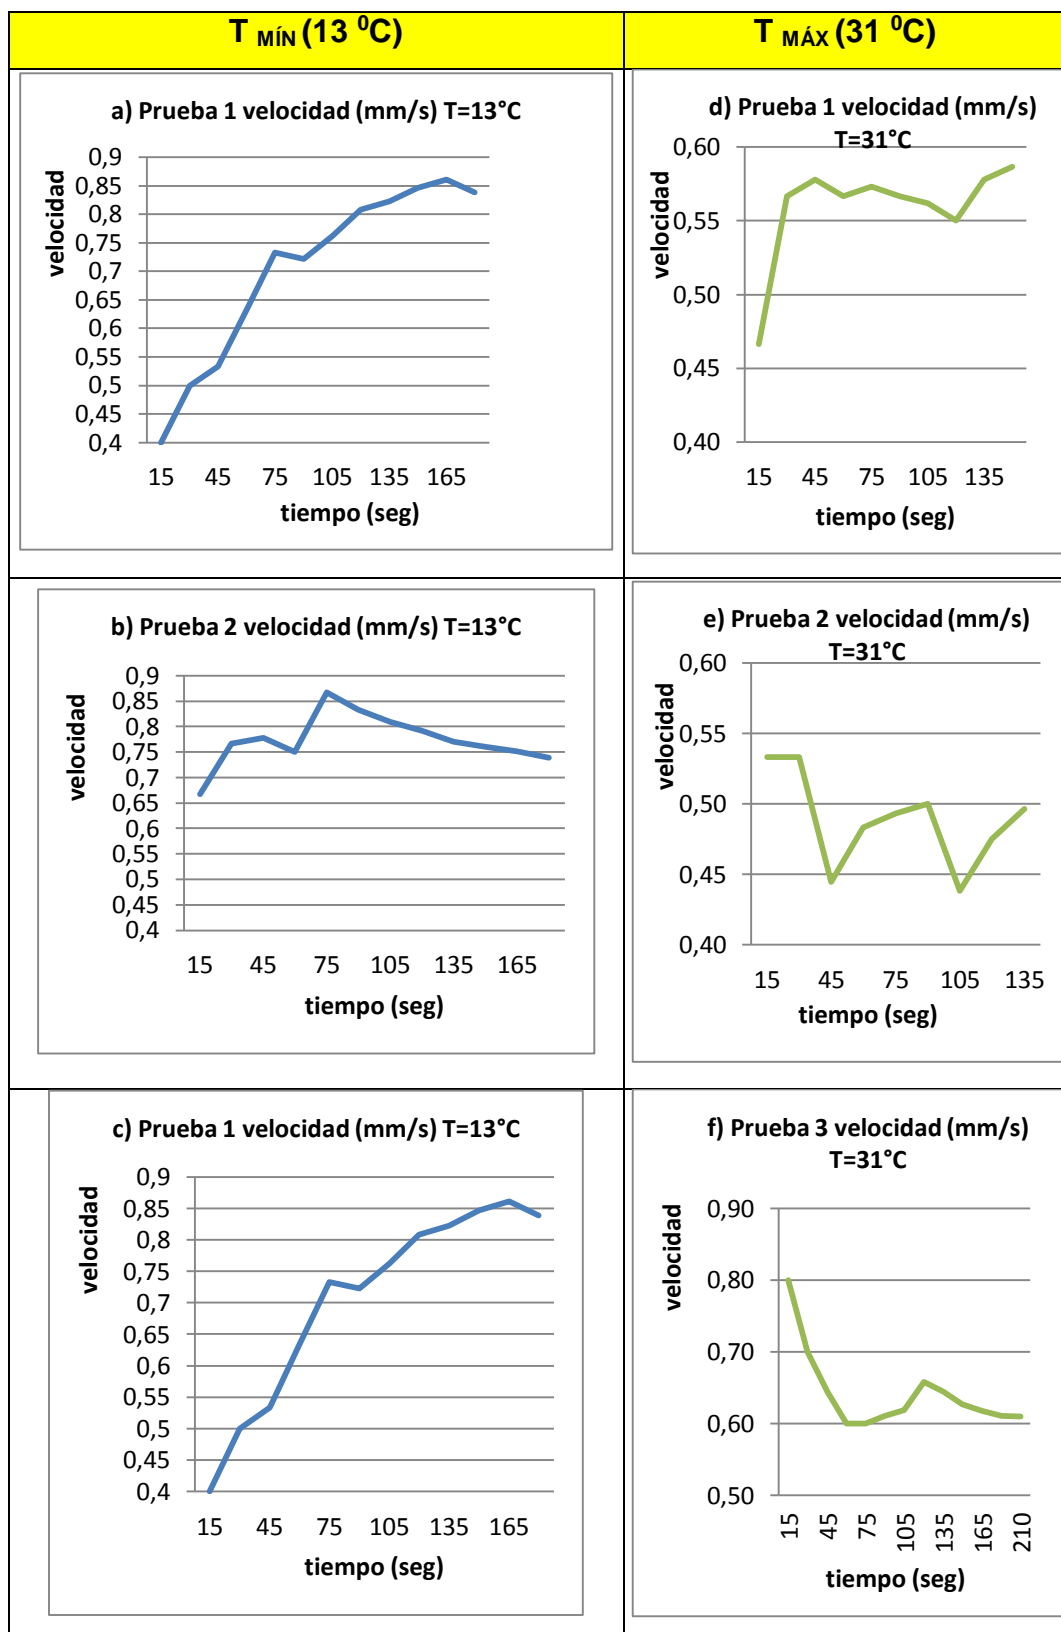 T MÍN (13 ⁰C)
T MÁX (31 ⁰C)
a) Prueba 1 velocidad (mm/s) T=13°C
velocidad
0,9
0,85
0,8
0,75
0,7
0,65
0,6
0,55
0,5
0,45
0,4
15 45 75 105 135 165
tiempo (seg)
d) Prueba 1 velocidad (mm/s)
T=31°C
velocidad
0,60
0,55
0,50
0,45
0,40
15 45 75 105 135
tiempo (seg)
b) Prueba 2 velocidad (mm/s) T=13°C
velocidad
0,9
0,85
0,8
0,75
0,7
0,65
0,6
0,55
0,5
0,45
0,4
15 45 75 105 135 165
tiempo (seg)
e) Prueba 2 velocidad (mm/s)
T=31°C
velocidad
0,60
0,55
0,50
0,45
0,40
15 45 75 105 135
tiempo (seg)
c) Prueba 1 velocidad (mm/s) T=13°C
velocidad
0,9
0,85
0,8
0,75
0,7
0,65
0,6
0,55
0,5
0,45
0,4
15 45 75 105 135 165
tiempo (seg)
f) Prueba 3 velocidad (mm/s)
T=31°C
velocidad
0,90
0,80
0,70
0,60
0,50
15 45 75 105 135 165 210
tiempo (seg)